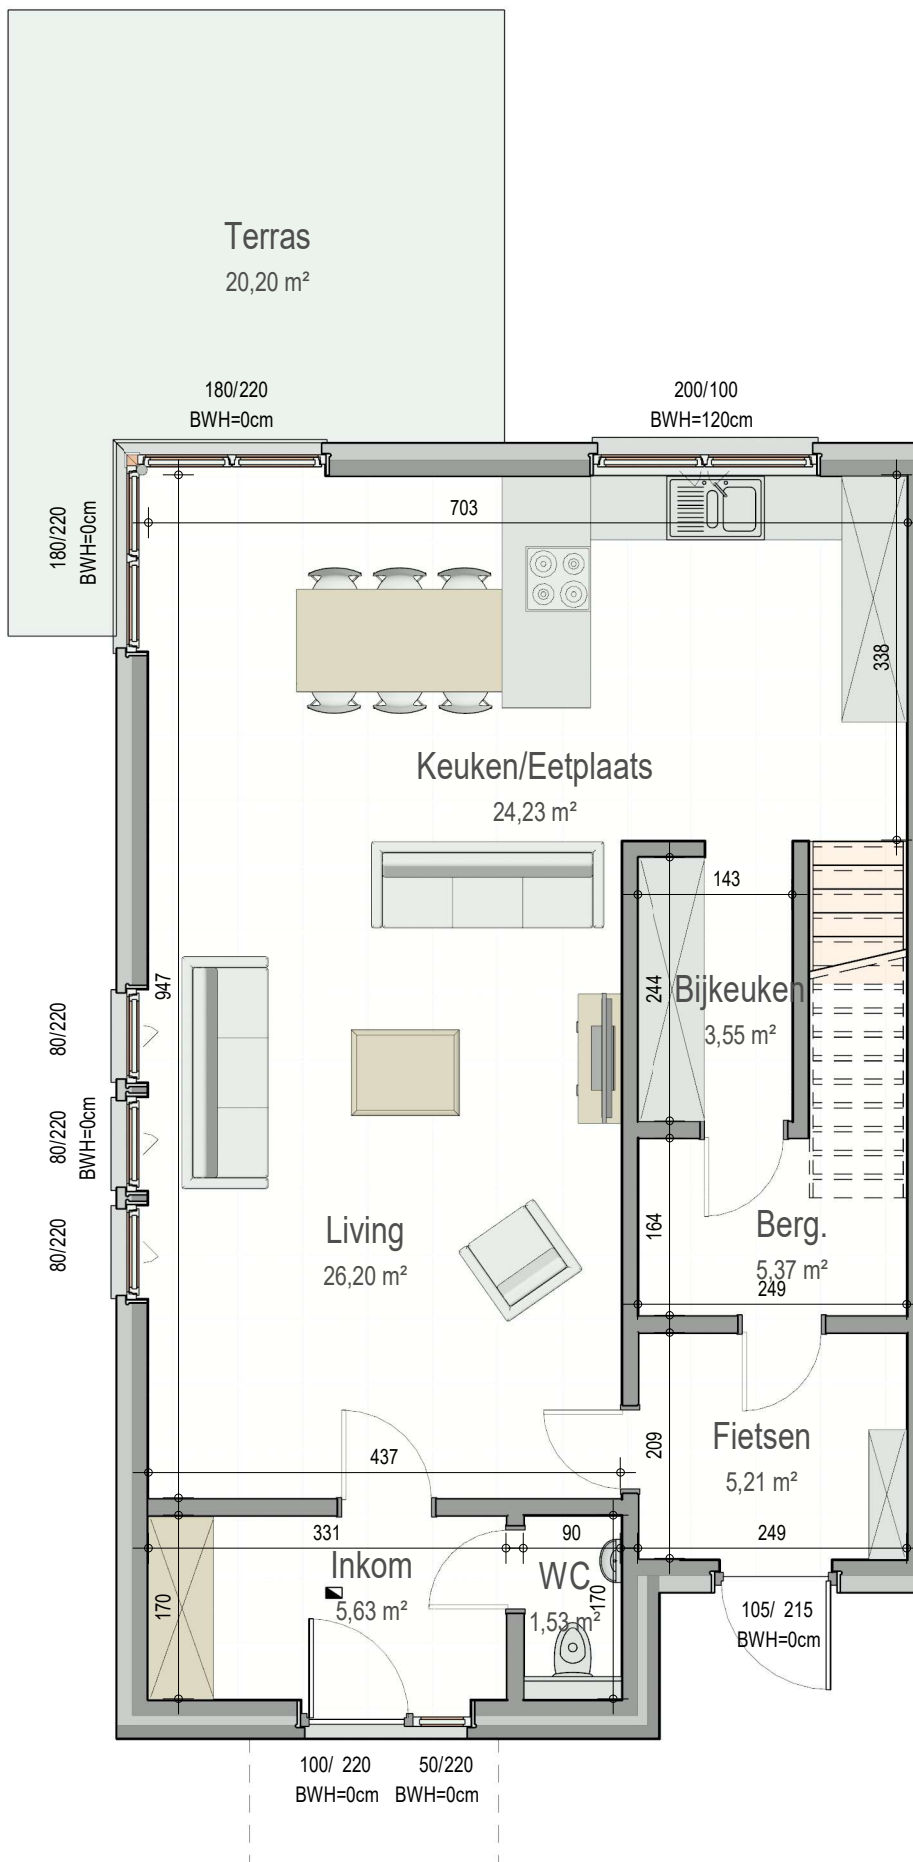 Terras
20,20 m²
180/220
BWH=0cm
200/100
BWH=120cm
180/220
BWH=0cm
703
338
Keuken/Eetplaats
24,23 m²
143
947
244
Bijkeuken
3,55 m²
80/220
80/220
BWH=0cm
80/220
Living
26,20 m²
164
Berg.
5,37 m²
249
437
209
Fietsen
5,21 m²
331
90
249
Inkom
5,63 m²
170
WC
1,53 m²
170
105/ 215
BWH=0cm
100/ 220
BWH=0cm
50/220
BWH=0cm